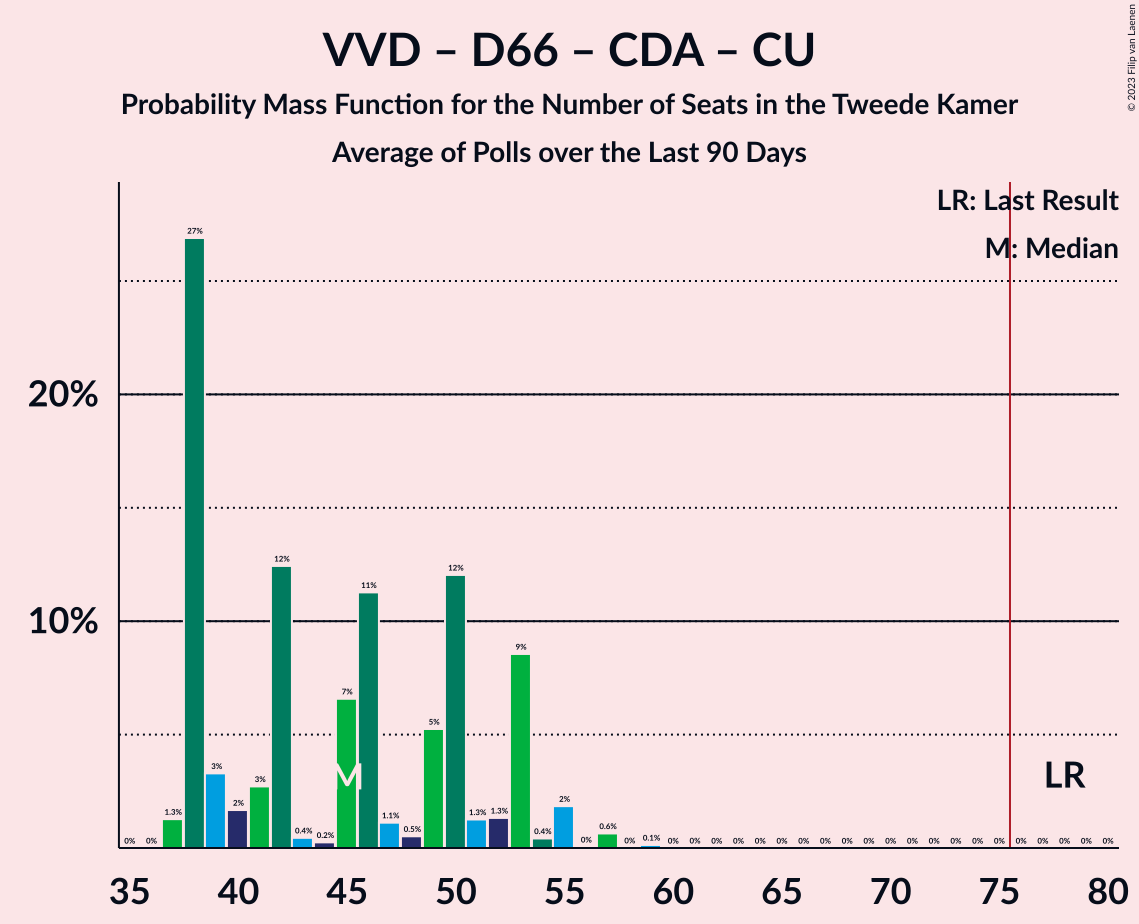 VVD – D66 – CDA – CU
Probability Mass Function for the Number of Seats in the Tweede Kamer
Average of Polls over the Last 90 Days
© 2023 Filip van Laenen
LR: Last Result
M: Median
20%
10%
0% 0% 1.3% 27% 3% 2% 3% 12% 0.4% 0.2% 7% 11% 1.1% 0.5% 5% 12% 1.3% 1.3% 9% 0.4% 2% 0% 0.6% 0% 0.1% 0% 0% 0% 0% 0% 0% 0% 0% 0% 0% 0% 0% 0% 0% 0% 0% 0% 0% 0% 0% 0%
M
LR
35 40 45 50 55 60 65 70 75 80